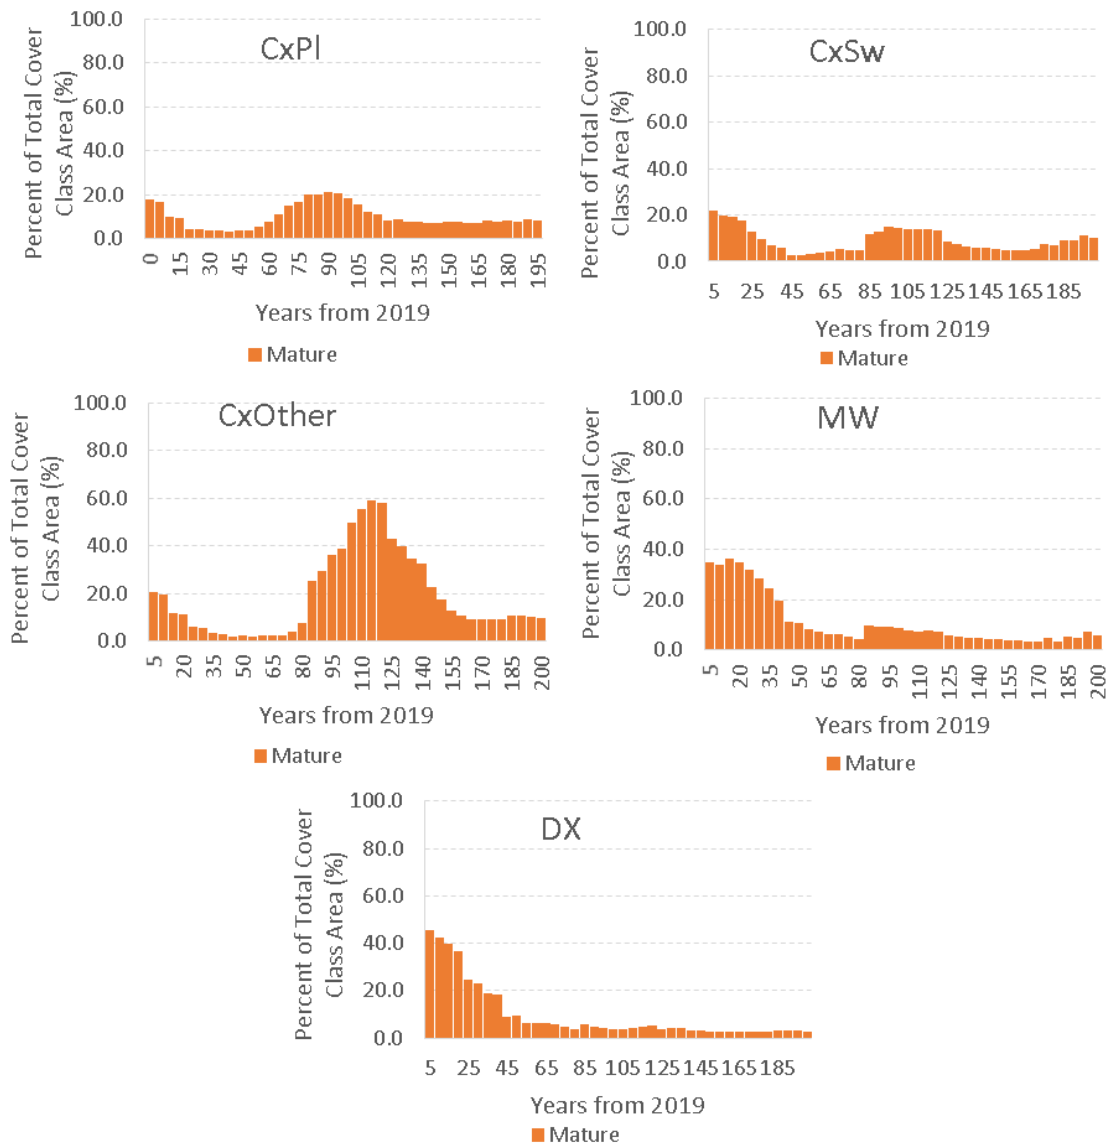 CxPl
Percent of Total Cover
Class Area (%)
100.0
80.0
60.0
40.0
20.0
0.0
0 15 30 45 60 75 90 105 120 135 150 165 180 195
Years from 2019
Mature
CxSw
Percent of Total Cover
Class Area (%)
100.0
80.0
60.0
40.0
20.0
0.0
5 25 45 65 85 105 125 145 165 185
Years from 2019
Mature
CxOther
Percent of Total Cover
Class Area (%)
100.0
80.0
60.0
40.0
20.0
0.0
5 20 35 50 65 80 95 110 125 140 155 170 185 200
Years from 2019
Mature
MW
Percent of Total Cover
Class Area (%)
100.0
80.0
60.0
40.0
20.0
0.0
5 20 35 50 65 80 95 110 125 140 155 170 185 200
Years from 2019
Mature
DX
Percent of Total Cover
Class Area (%)
100.0
80.0
60.0
40.0
20.0
0.0
5 25 45 65 85 105 125 145 165 185
Years from 2019
Mature